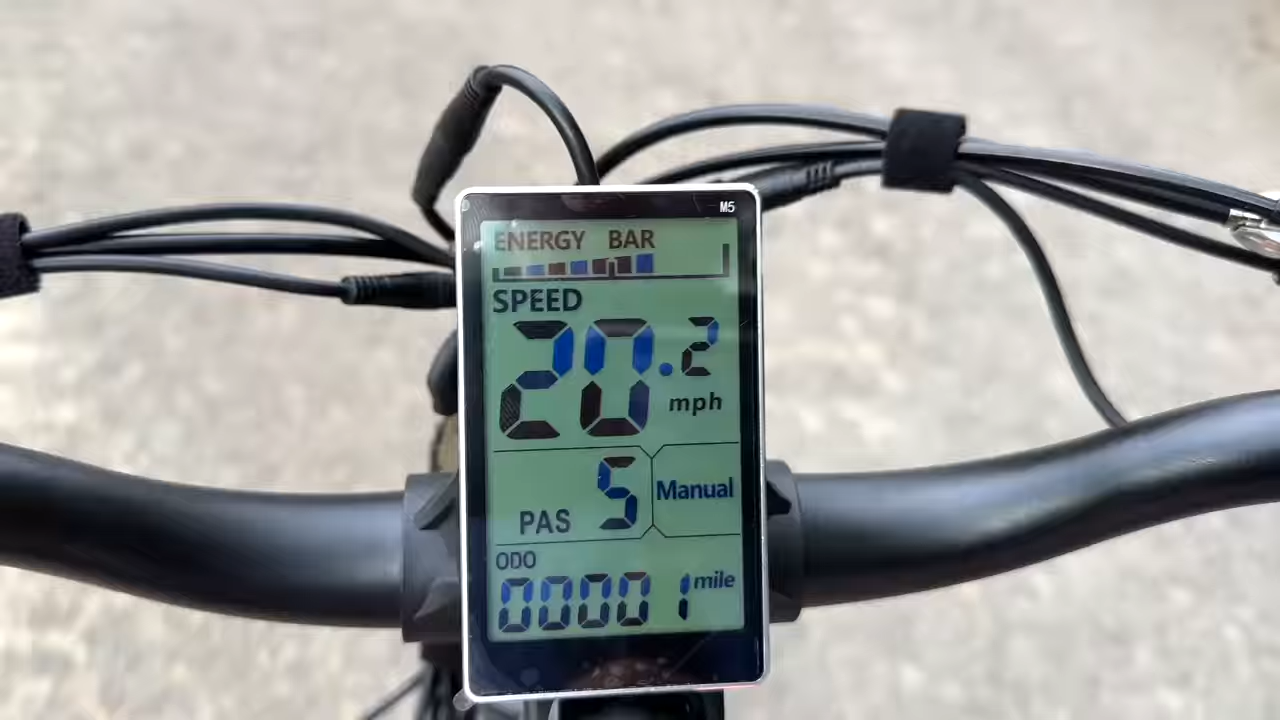 M5
ENERGY BAR
SPEED
20.2
mph
PAS 5 Manual
ODO
00001 mile